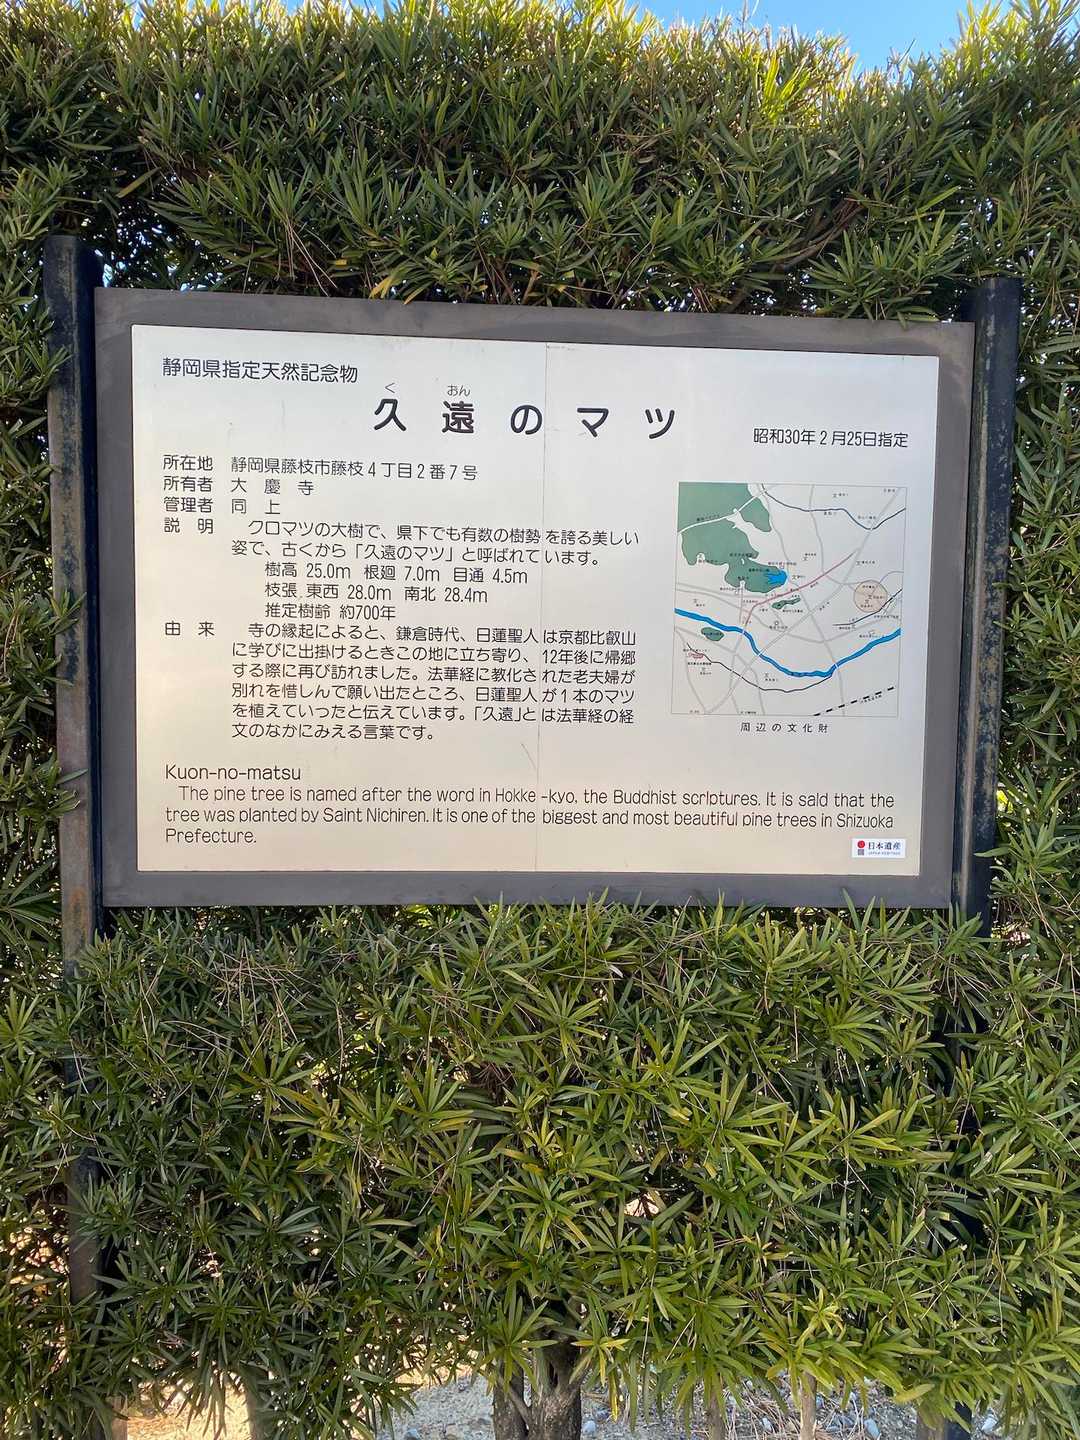 静岡県指定天然記念物
く おん
久遠のマツ
昭和30年2月25日指定
所在地 静岡県藤枝市藤枝4丁目2番7号
所有者 大慶寺
管理者 同上
説明 クロマツの大樹で、県下でも有数の樹勢を誇る美しい
姿で、古くから「久遠のマツ」と呼ばれています。
樹高 25.0m 根廻 7.0m 目通 4.5m
枝張.東西 28.0m 南北 28.4m
推定樹齢 約700年
由来 寺の縁起によると、鎌倉時代、日蓮聖人は京都比叡山
に学びに出掛けるときこの地に立ち寄り、12年後に帰郷
する際に再び訪れました。法華経に教化された老夫婦が
別れを惜しんで願い出たところ、日蓮聖人が1本のマツ
を植えていったと伝えています。「久遠」とは法華経の経
文のなかにみえる言葉です。
周辺の文化財
Kuon-no-matsu
The pine tree is named after the word in Hokke-kyo, the Buddhist scriptures. It is said that the
tree was planted by Saint Nichiren. It is one of the biggest and most beautiful pine trees in Shizuoka
Prefecture.
日本遺産
JAPAN HERITAGE